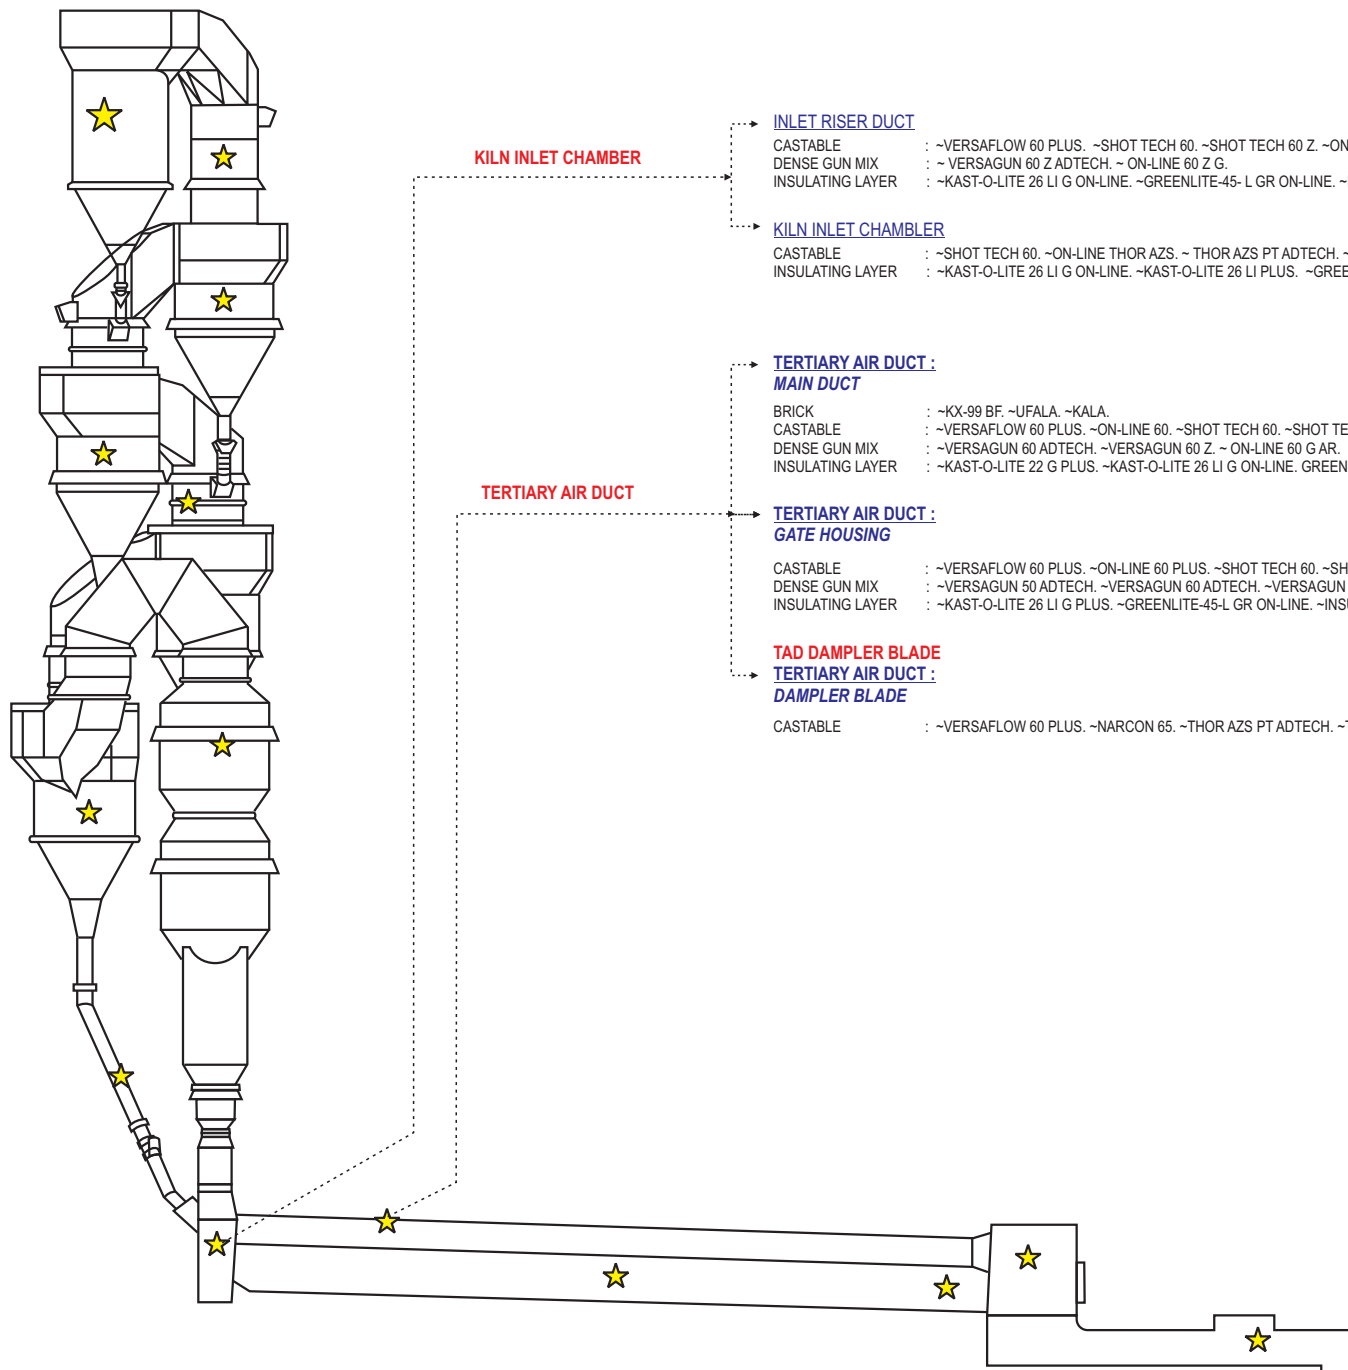 KILN INLET CHAMBER
INLET RISER DUCT
CASTABLE : ~VERSAFLOW 60 PLUS. ~SHOT TECH 60. ~SHOT TECH 60 Z. ~ON
DENSE GUN MIX : ~ VERSAGUN 60 Z ADTECH. ~ ON-LINE 60 Z G.
INSULATING LAYER : ~KAST-O-LITE 26 LI G ON-LINE. ~GREENLITE-45- L GR ON-LINE. ~
KILN INLET CHAMBLER
CASTABLE : ~SHOT TECH 60. ~ON-LINE THOR AZS. ~ THOR AZS PT ADTECH. ~
INSULATING LAYER : ~KAST-O-LITE 26 LI G ON-LINE. ~KAST-O-LITE 26 LI PLUS. ~GREE
TERTIARY AIR DUCT
TERTIARY AIR DUCT :
MAIN DUCT
BRICK : ~KX-99 BF. ~UFALA. ~KALA.
CASTABLE : ~VERSAFLOW 60 PLUS. ~ON-LINE 60. ~SHOT TECH 60. ~SHOT TE
DENSE GUN MIX : ~VERSAGUN 60 ADTECH. ~VERSAGUN 60 Z. ~ ON-LINE 60 G AR.
INSULATING LAYER : ~KAST-O-LITE 22 G PLUS. ~KAST-O-LITE 26 LI G ON-LINE. GREEN
TERTIARY AIR DUCT :
GATE HOUSING
CASTABLE : ~VERSAFLOW 60 PLUS. ~ON-LINE 60 PLUS. ~SHOT TECH 60. ~SH
DENSE GUN MIX : ~VERSAGUN 50 ADTECH. ~VERSAGUN 60 ADTECH. ~VERSAGUN
INSULATING LAYER : ~KAST-O-LITE 26 LI G PLUS. ~GREENLITE-45-L GR ON-LINE. ~INSU
TAD DAMPLER BLADE
TERTIARY AIR DUCT :
DAMPLER BLADE
CASTABLE : ~VERSAFLOW 60 PLUS. ~NARCON 65. ~THOR AZS PT ADTECH. ~T